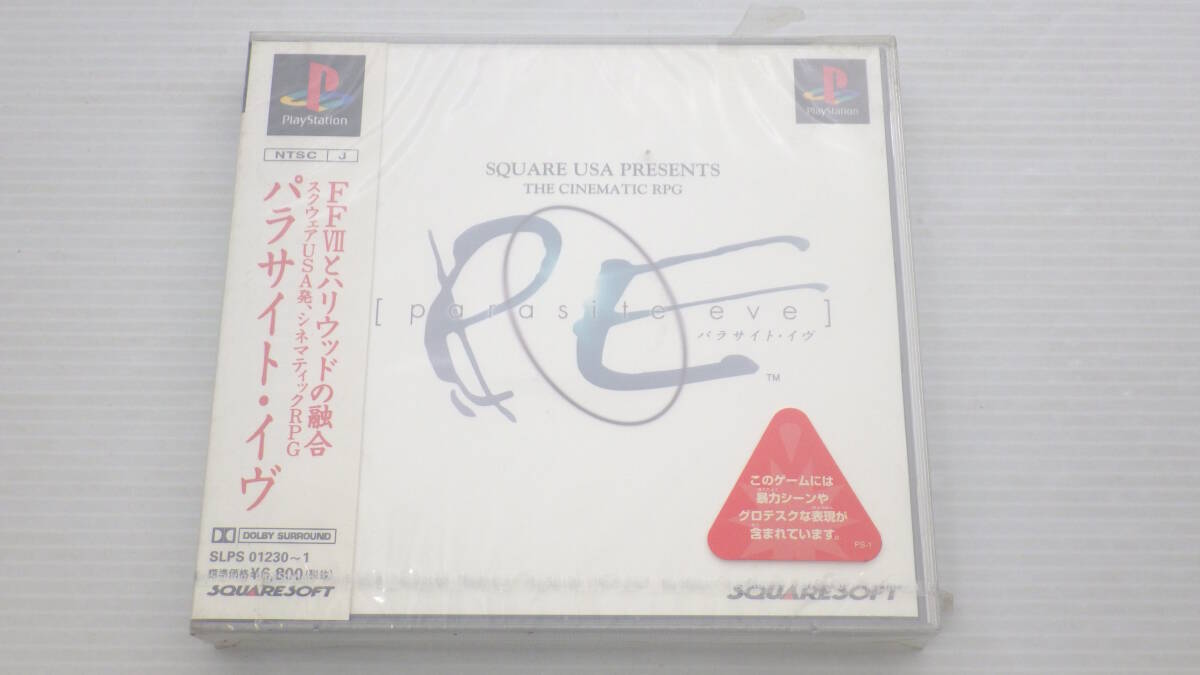 PlayStation
NTSC J
FFⅦとハリウッドの融合
スクウェアUSA発、シネマティックRPG
パラサイト・イヴ
DOLBY SURROUND
SLPS 01230~1
標準価格¥6,800(税抜)
SQUARESOFT
PlayStation
SQUARE USA PRESENTS
THE CINEMATIC RPG
PE
[parasite eve]
パラサイト・イヴ
TM
このゲームには
暴力シーンや
グロテスクな表現が
含まれています。
PS-1
SQUARESOFT